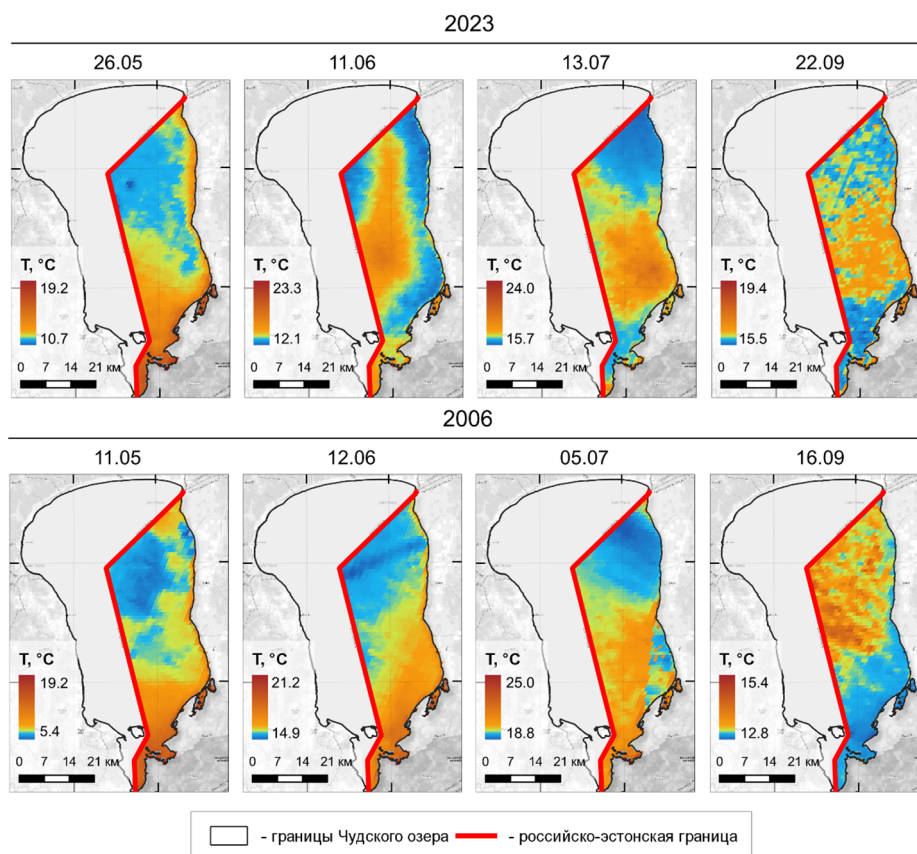 2023
26.05 11.06 13.07 22.09
T, °C T, °C T, °C T, °C
19.2 23.3 24.0 19.4
10.7 12.1 15.7 15.5
0 7 14 21 км 0 7 14 21 км 0 7 14 21 км 0 7 14 21 км
2006
11.05 12.06 05.07 16.09
T, °C T, °C T, °C T, °C
19.2 21.2 25.0 15.4
5.4 14.9 18.8 12.8
0 7 14 21 км 0 7 14 21 км 0 7 14 21 км 0 7 14 21 км
- границы Чудского озера - российско-эстонская граница